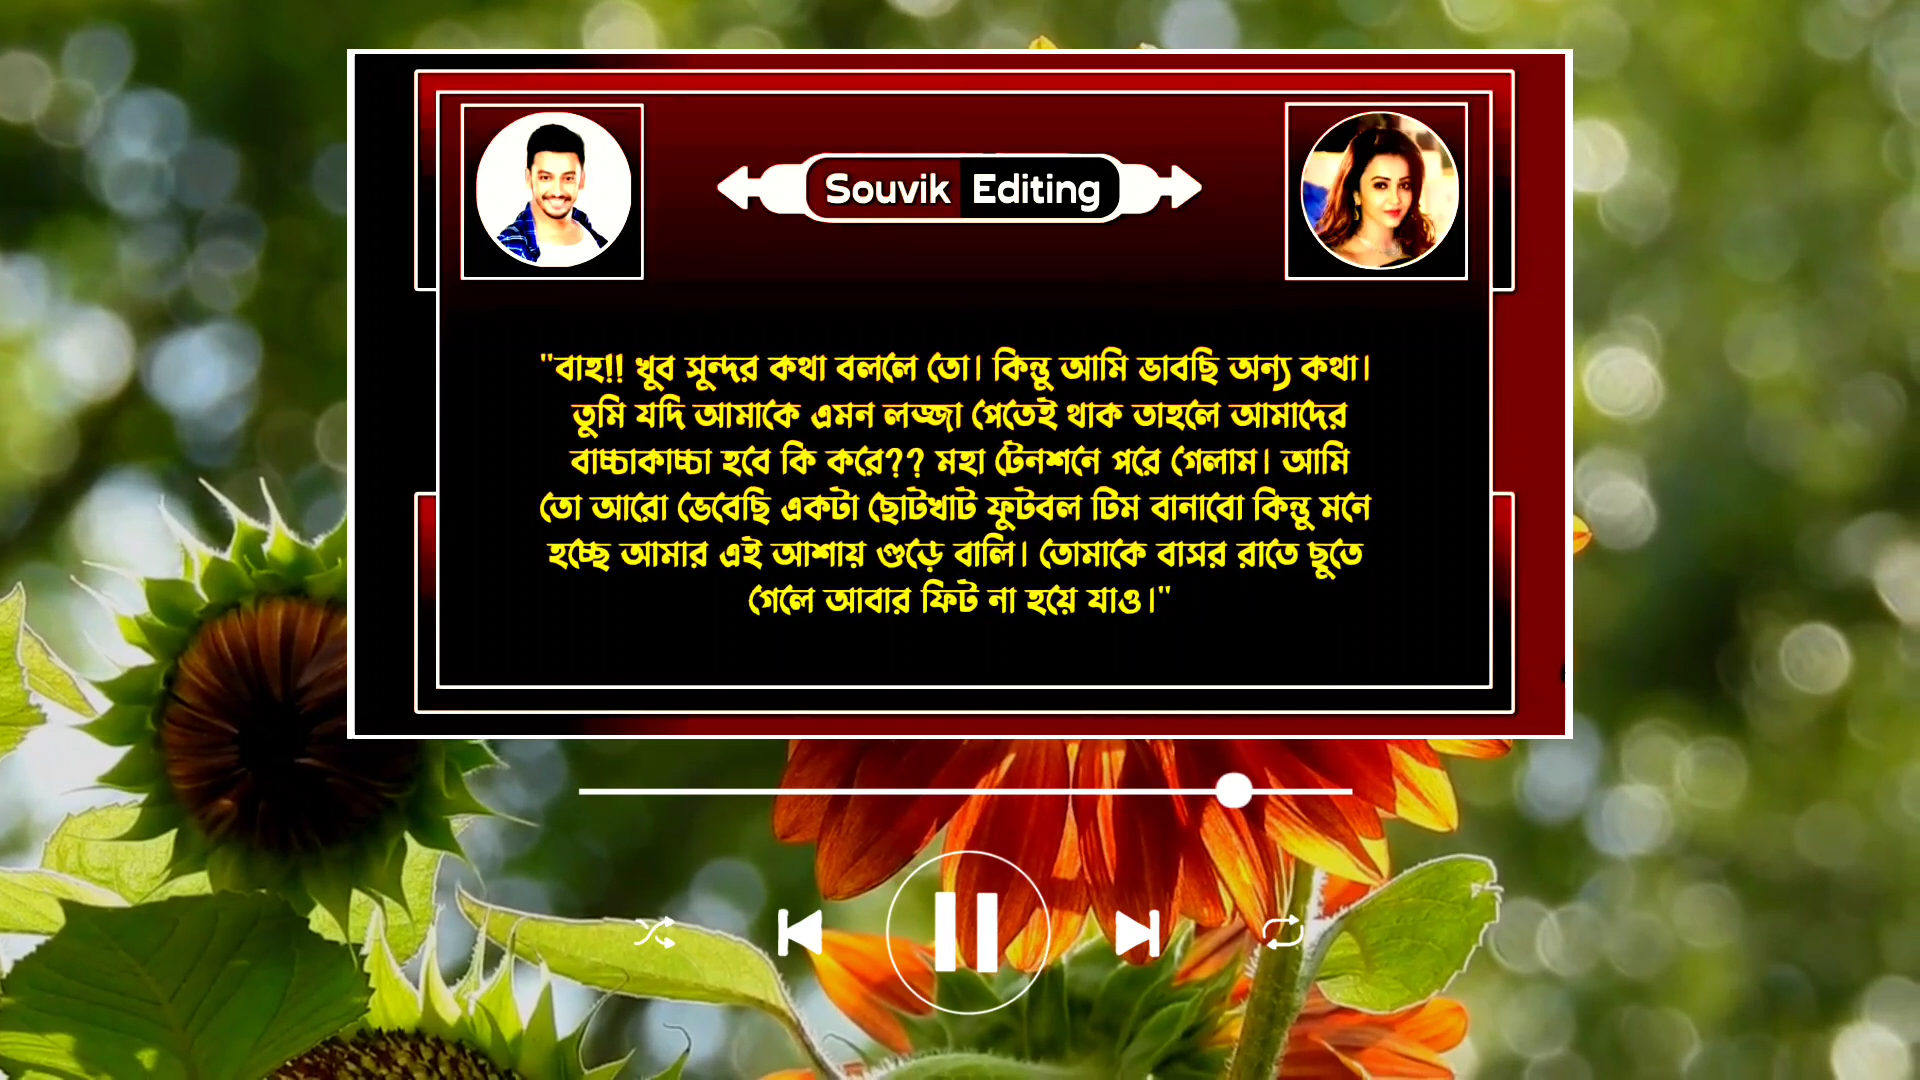 Souvik Editing
"বাহ!! খুব সুন্দর কথা বললে তো। কিন্তু আমি ভাবছি অন্য কথা।
তুমি যদি আমাকে এমন লজ্জা পেতেই থাক তাহলে আমাদের
বাচ্চাকাচ্চা হবে কি করে?? মহা টেনশনে পরে গেলাম। আমি
তো আরো ভেবেছি একটা ছোটখাট ফুটবল টিম বানাবো কিন্তু মনে
হচ্ছে আমার এই আশায় গুড়ে বালি। তোমাকে বাসর রাতে ছুতে
গেলে আবার ফিট না হয়ে যাও।"